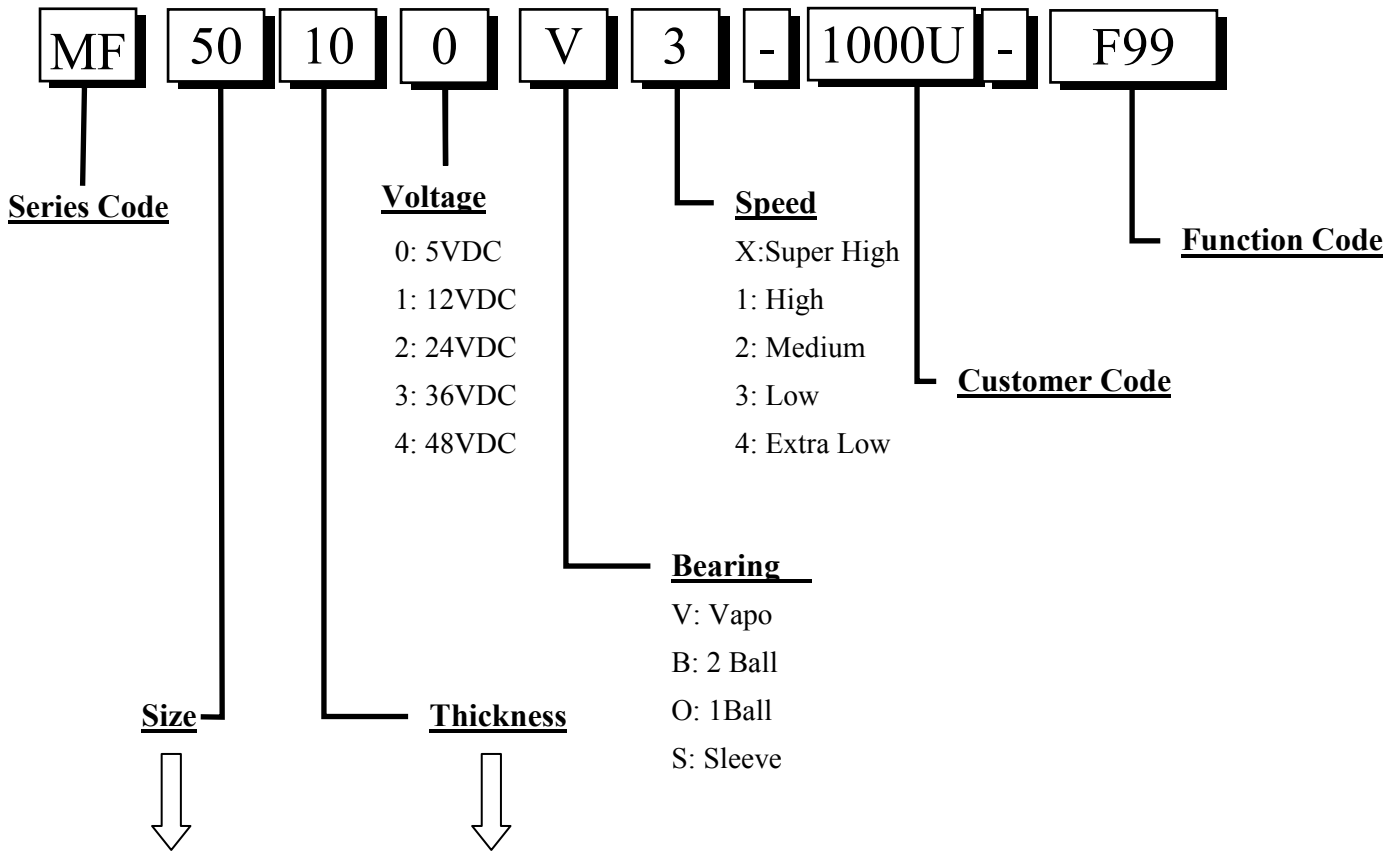 MF 50 10 0 V 3 - 1000U - F99
Series Code
Voltage
0: 5VDC
1: 12VDC
2: 24VDC
3: 36VDC
4: 48VDC
Speed
X:Super High
1: High
2: Medium
3: Low
4: Extra Low
Function Code
Customer Code
Bearing
V: Vapo
B: 2 Ball
O: 1Ball
S: Sleeve
Size
Thickness